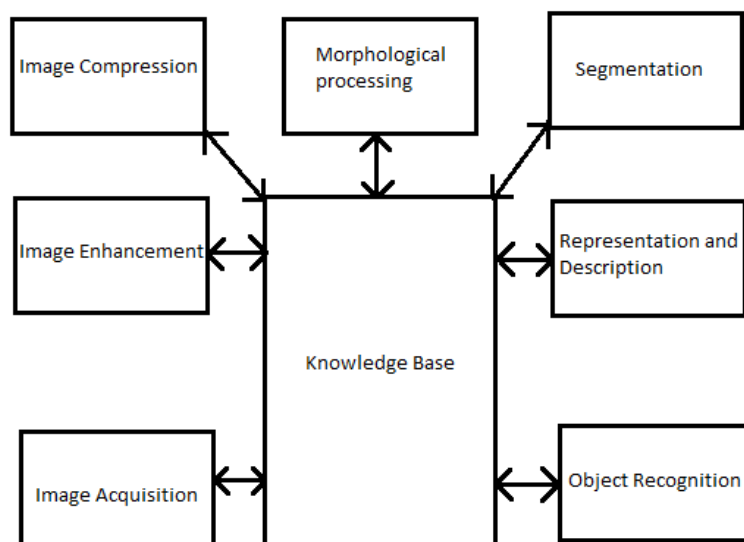 Image Compression
Morphological
processing
Segmentation
Image Enhancement
Representation and
Description
Knowledge Base
Image Acquisition
Object Recognition